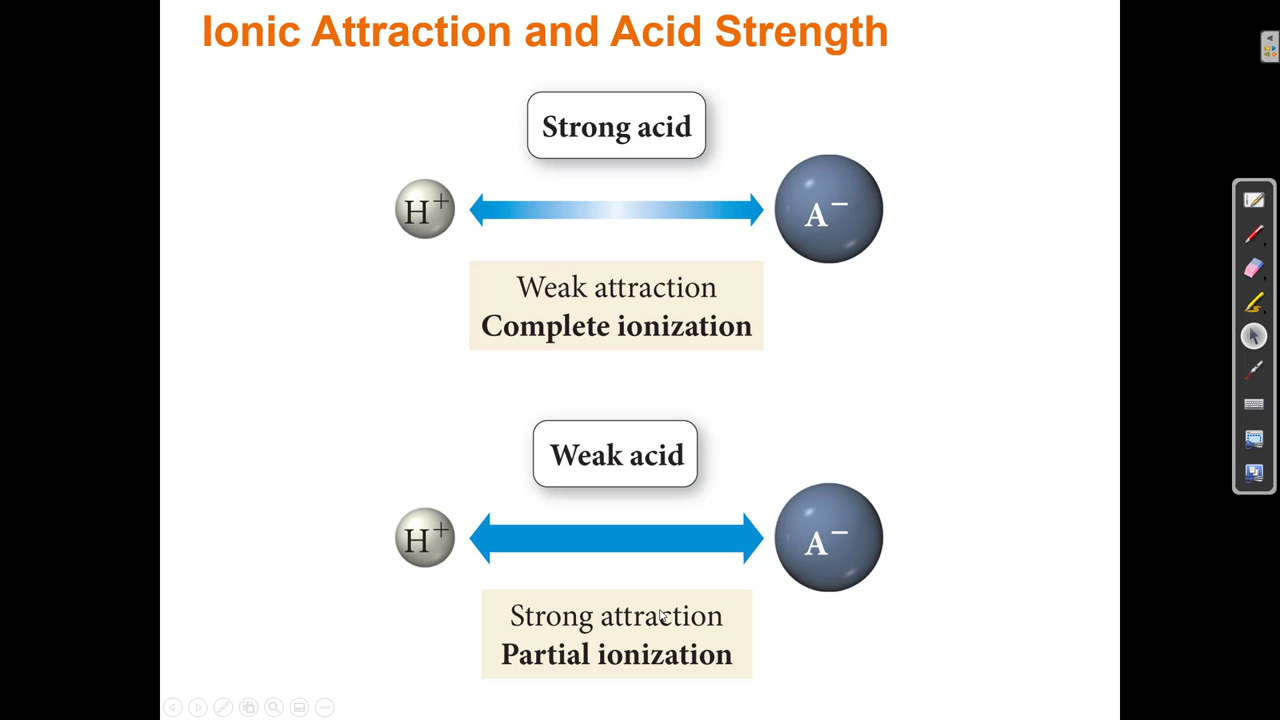 Ionic Attraction and Acid Strength
Strong acid
H⁺
A⁻
Weak attraction
Complete ionization
Weak acid
H⁺
A⁻
Strong attraction
Partial ionization